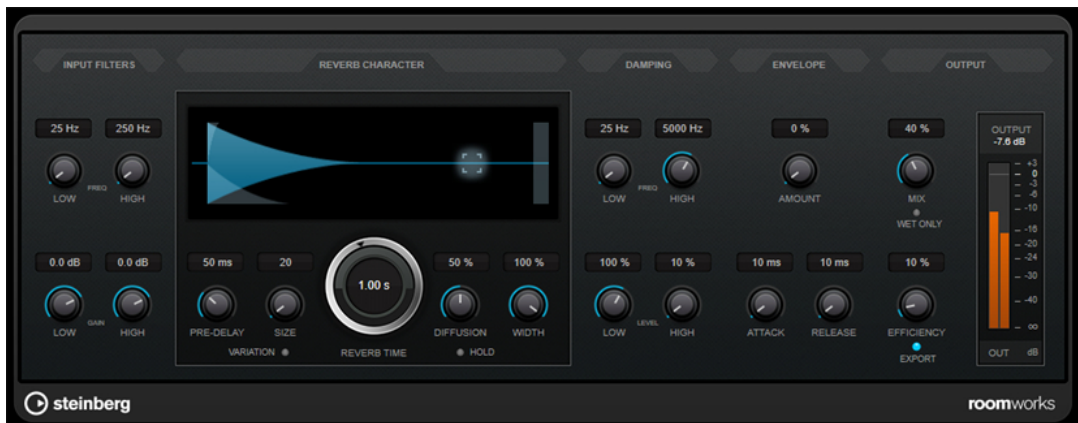 INPUT FILTERS
REVERB CHARACTER
DAMPING
ENVELOPE
OUTPUT
25 Hz 250 Hz
FREQ
LOW HIGH
0.0 dB 0.0 dB
GAIN
LOW HIGH
50 ms 20
PRE-DELAY SIZE
VARIATION
1.00 s
REVERB TIME
50 % 100 %
DIFFUSION WIDTH
HOLD
25 Hz 5000 Hz
FREQ
LOW HIGH
100 % 10 %
LEVEL
LOW HIGH
0 %
AMOUNT
10 ms 10 ms
ATTACK RELEASE
40 %
MIX
WET ONLY
10 %
EFFICIENCY
EXPORT
OUTPUT
-7.6 dB
+3
0
-3
-6
-10
-16
-20
-24
-30
-40
∞
OUT dB
steinberg
roomworks